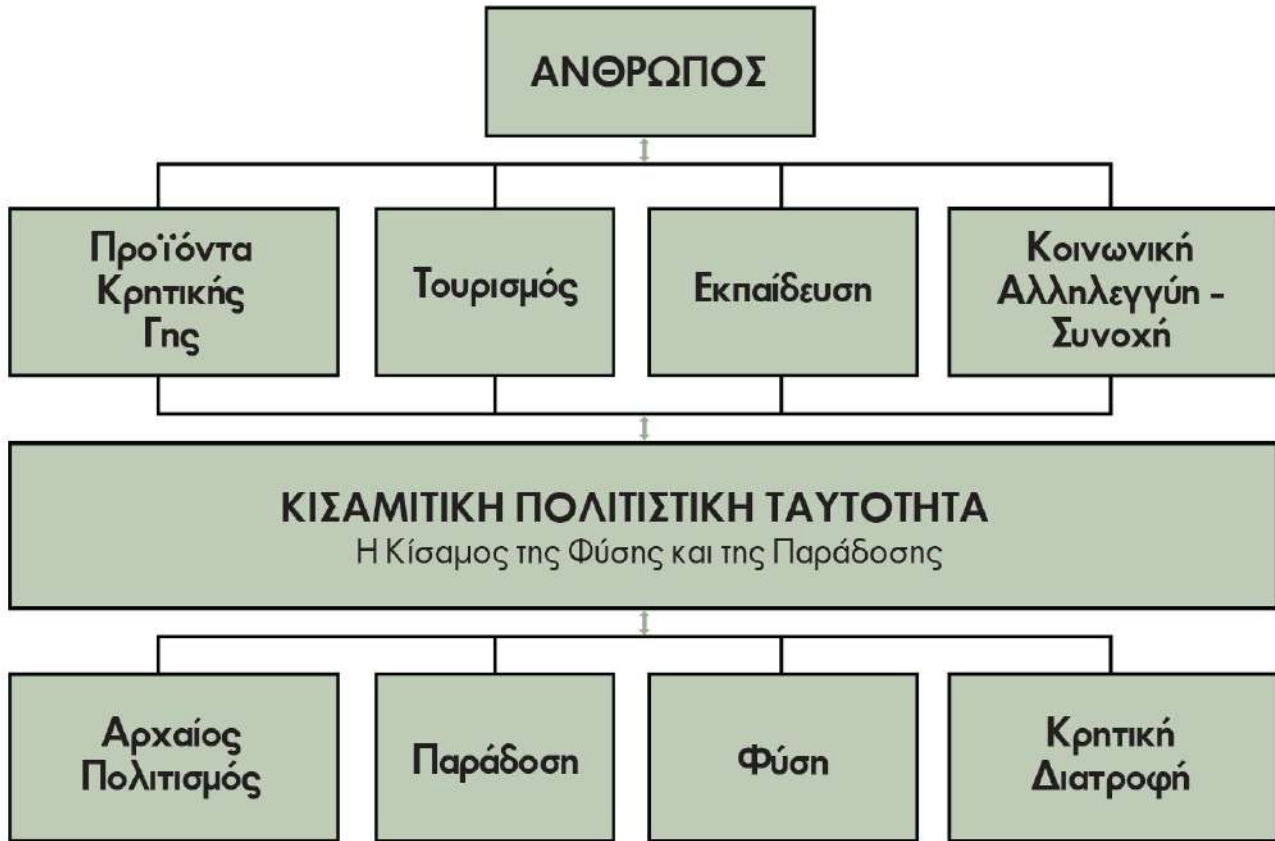 ΑΝΘΡΩΠΟΣ
Προϊόντα
Κρητικής
Γης
Τουρισμός
Εκπαίδευση
Κοινωνική
Αλληλεγγύη -
Συνοχή
ΚΙΣΑΜΙΤΙΚΗ ΠΟΛΙΤΙΣΤΙΚΗ ΤΑΥΤΟΤΗΤΑ
Η Κίσαμος της Φύσης και της Παράδοσης
Αρχαίος
Πολιτισμός
Παράδοση
Φύση
Κρητική
Διατροφή